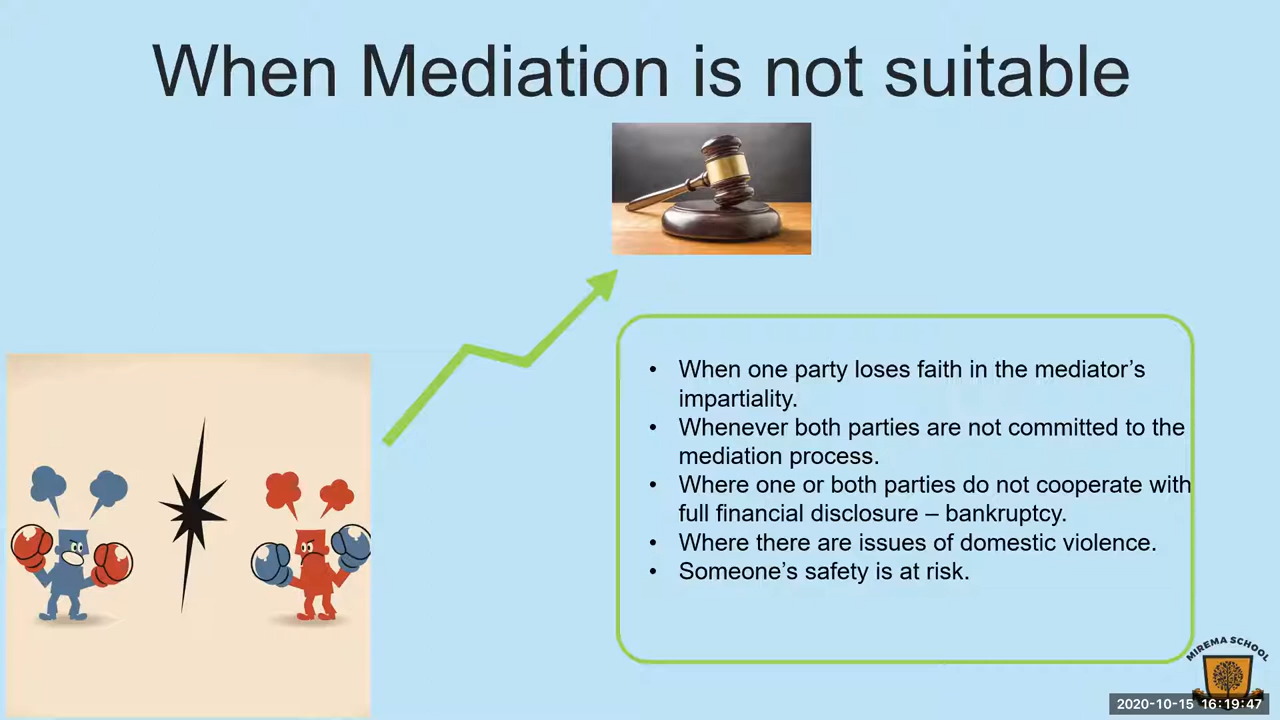 When Mediation is not suitable
• When one party loses faith in the mediator’s
impartiality.
• Whenever both parties are not committed to the
mediation process.
• Where one or both parties do not cooperate with
full financial disclosure – bankruptcy.
• Where there are issues of domestic violence.
• Someone’s safety is at risk.
MIREMA SCHOOL
2020-10-15 16:19:47